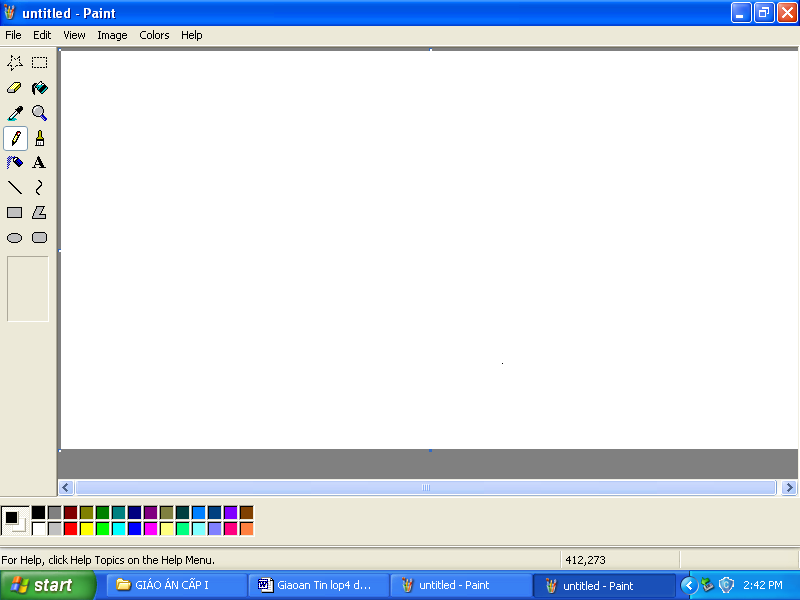 untitled - Paint
File Edit View Image Colors Help
A
For Help, click Help Topics on the Help Menu.
412,273
start
GIÁO ÁN CẤP I
Giaoan Tin lop4 d...
untitled - Paint
untitled - Paint
2:42 PM